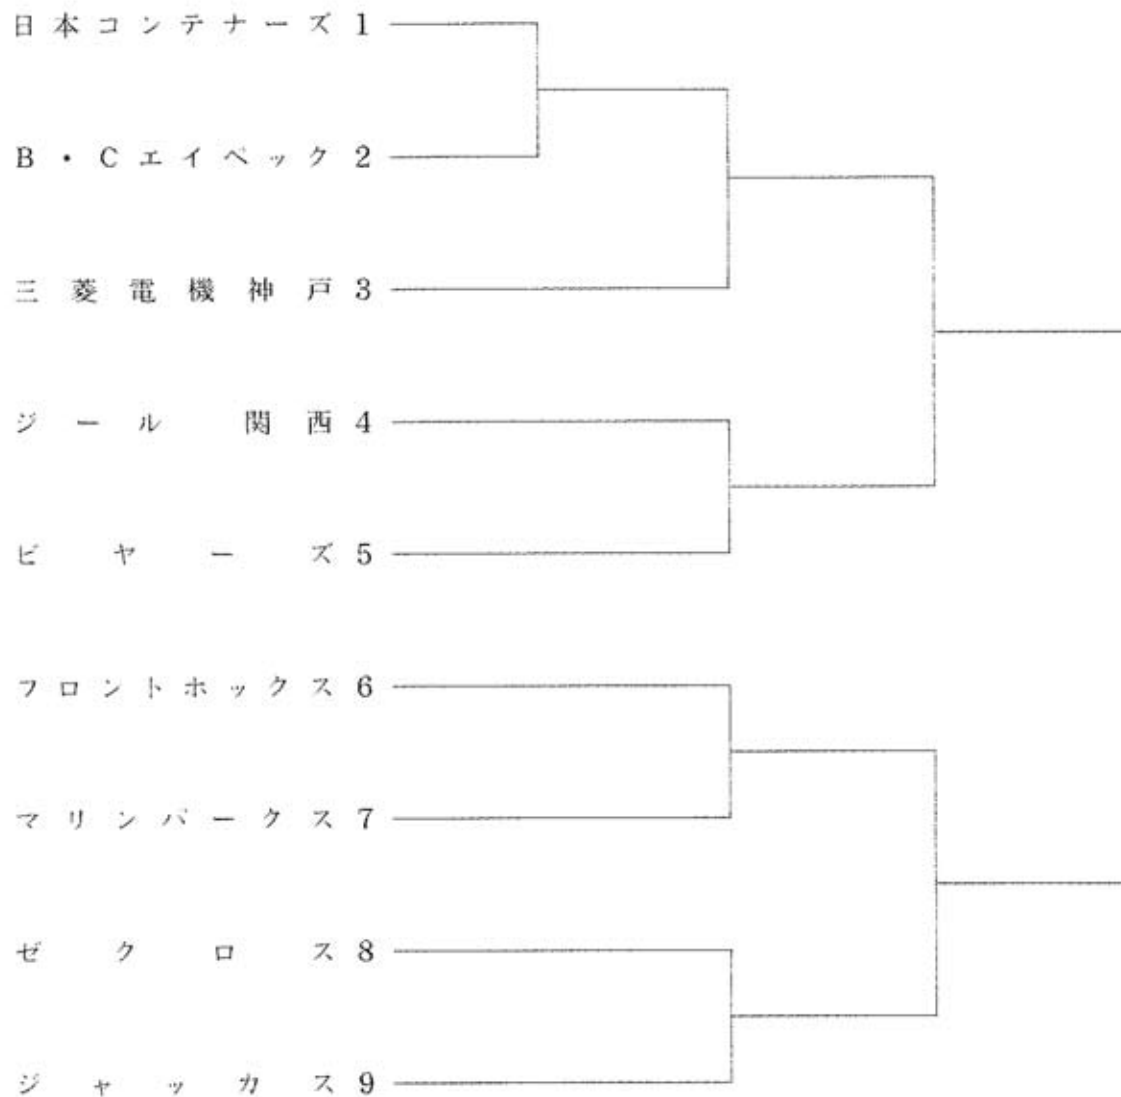 日本コンテナーズ 1
B・Cエイペック 2
三菱電機神戸 3
ジール 関西 4
ビヤーズ 5
フロントホックス 6
マリンパークス 7
ゼクロス 8
ジャッカス 9